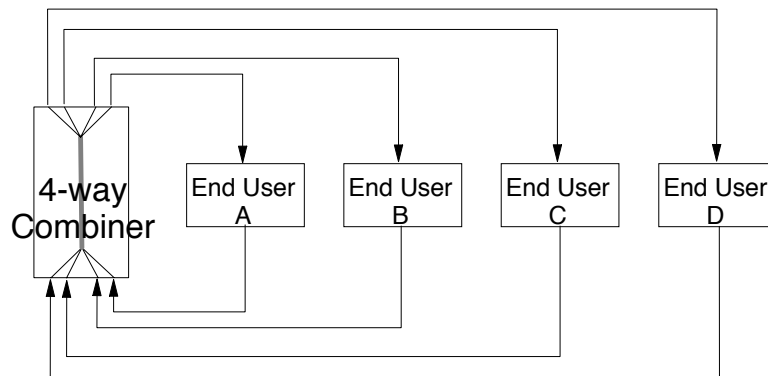 4-way
Combiner
End User
A
End User
B
End User
C
End User
D